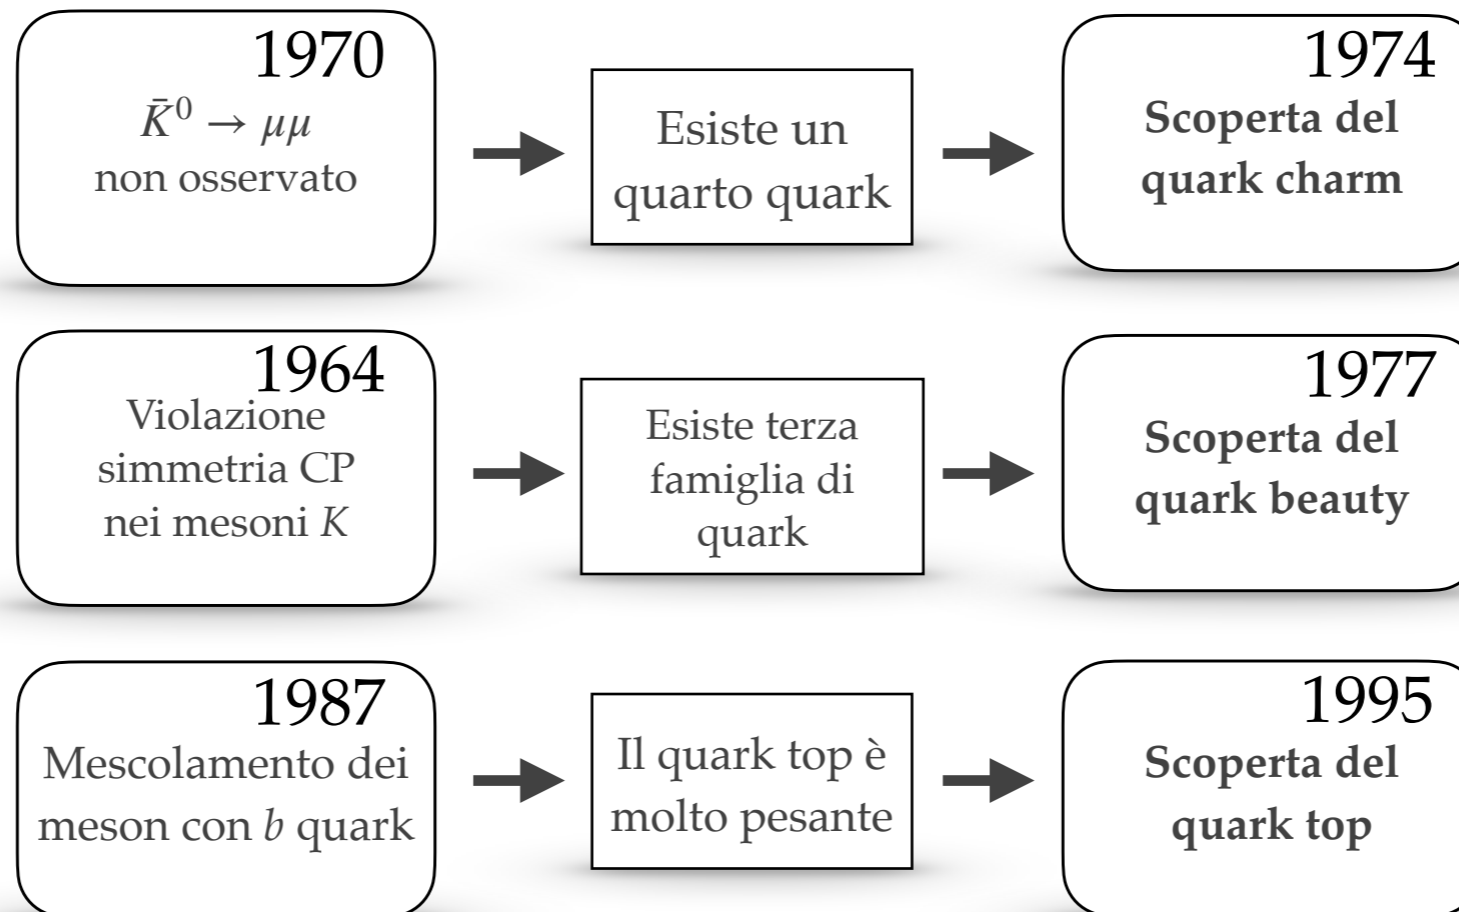 1970
K̄⁰ → μμ
non osservato
Esiste un
quarto quark
1974
Scoperta del
quark charm
1964
Violazione
simmetria CP
nei mesoni K
Esiste terza
famiglia di
quark
1977
Scoperta del
quark beauty
1987
Mescolamento dei
meson con b quark
Il quark top è
molto pesante
1995
Scoperta del
quark top